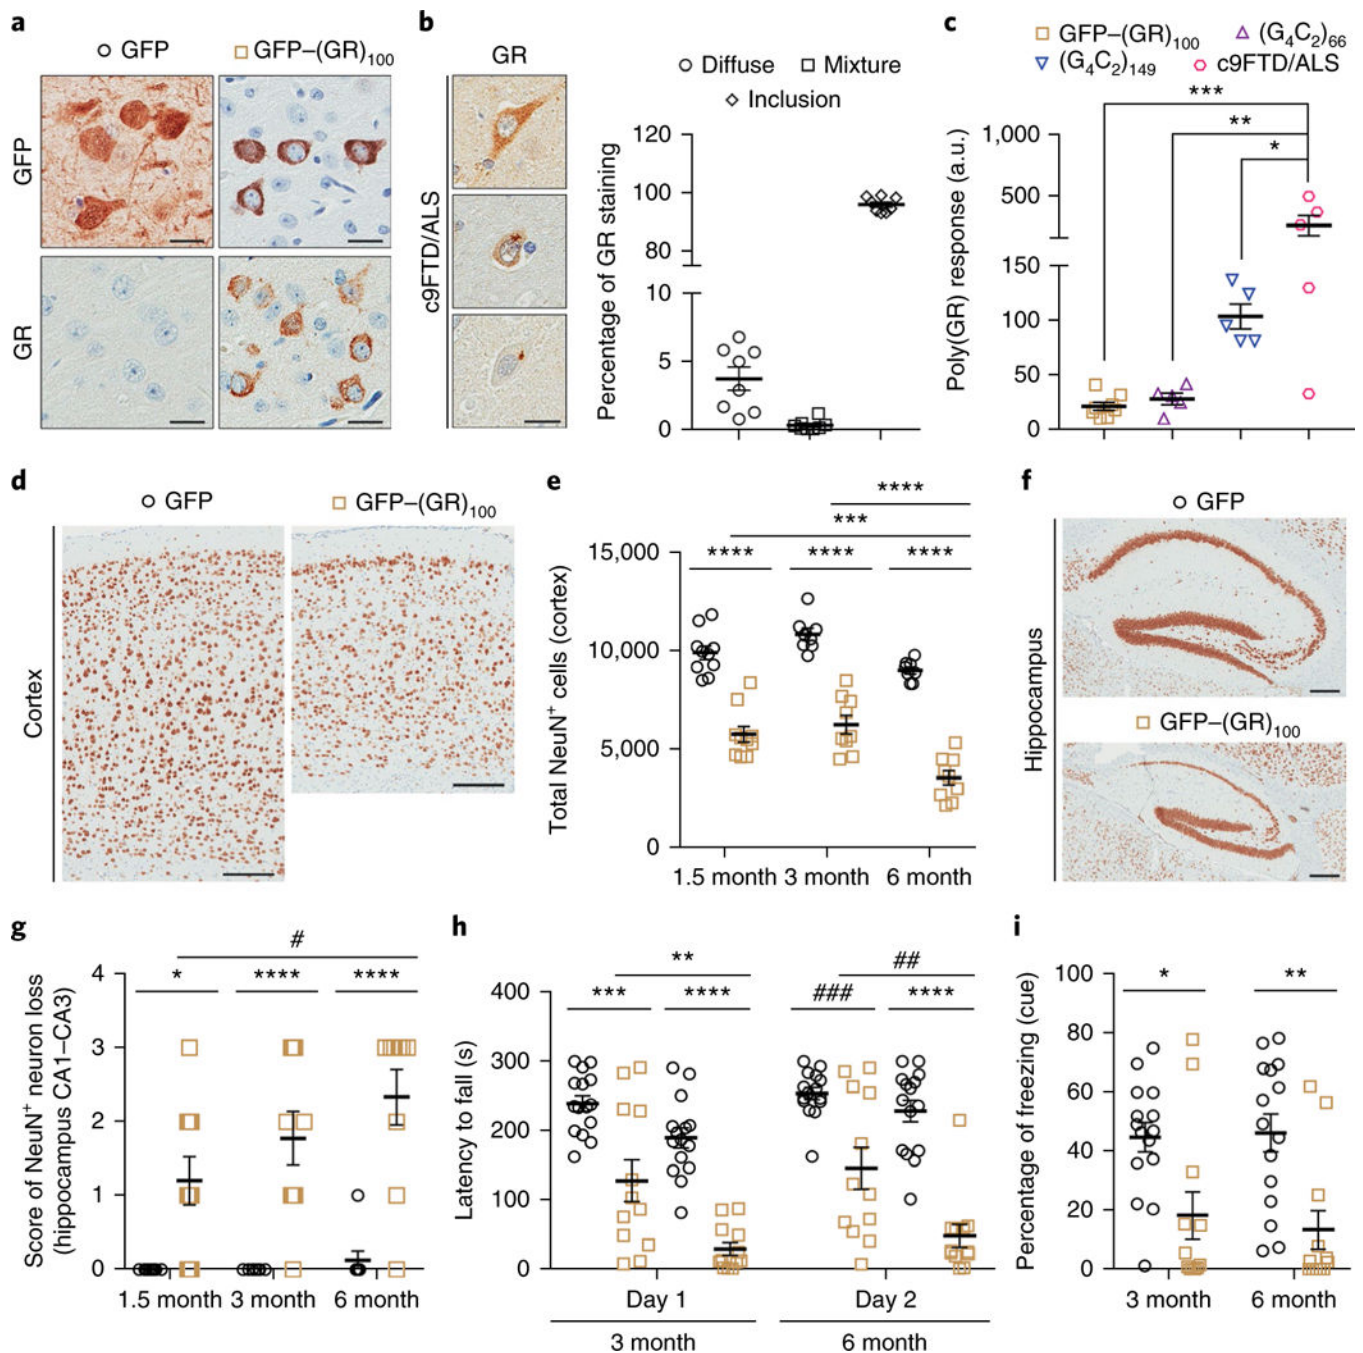 a
GFP
GFP–(GR)100
GFP
GR
b
GR
c9FTD/ALS
Diffuse
Mixture
Inclusion
Percentage of GR staining
120
100
80
10
5
0
c
GFP–(GR)100
(G4C2)66
(G4C2)149
c9FTD/ALS
***
**
*
Poly(GR) response (a.u.)
1,000
500
150
100
50
0
d
GFP
GFP–(GR)100
Cortex
e
****
***
****
****
****
Total NeuN+ cells (cortex)
15,000
10,000
5,000
0
1.5 month
3 month
6 month
f
GFP
Hippocampus
GFP–(GR)100
g
#
*
****
****
Score of NeuN+ neuron loss
(hippocampus CA1–CA3)
4
3
2
1
0
1.5 month
3 month
6 month
h
**
##
***
****
###
****
Latency to fall (s)
400
300
200
100
0
Day 1
Day 2
3 month
6 month
i
*
**
Percentage of freezing (cue)
100
80
60
40
20
0
3 month
6 month